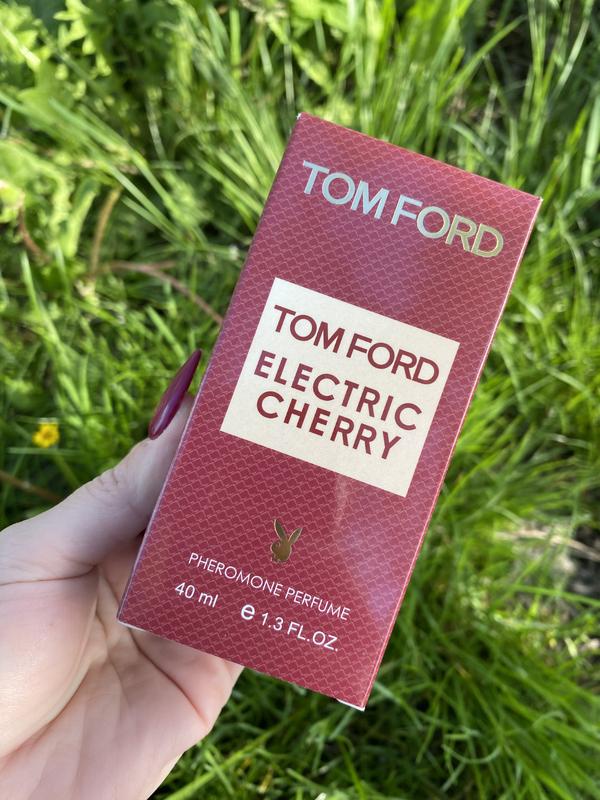 TOM FORD
TOM FORD
ELECTRIC
CHERRY
PHEROMONE PERFUME
40 ml e 1.3 FL.OZ.